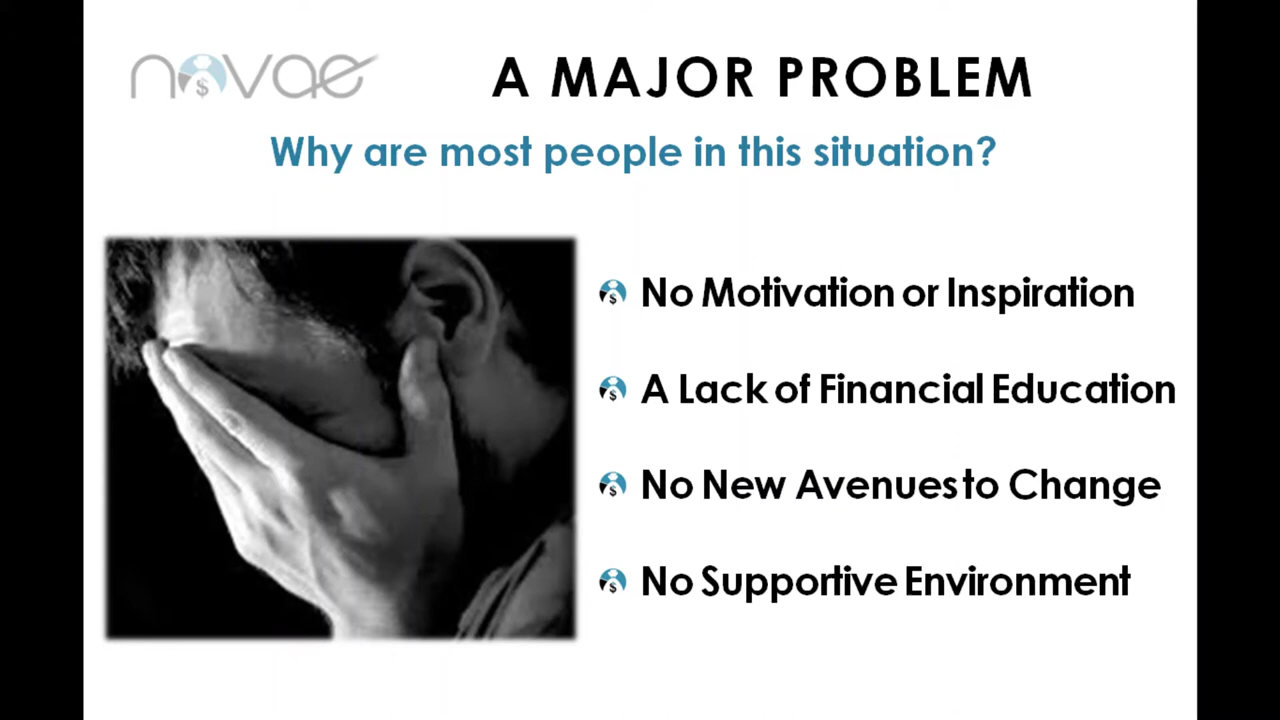 novae
A MAJOR PROBLEM
Why are most people in this situation?
No Motivation or Inspiration
A Lack of Financial Education
No New Avenues to Change
No Supportive Environment